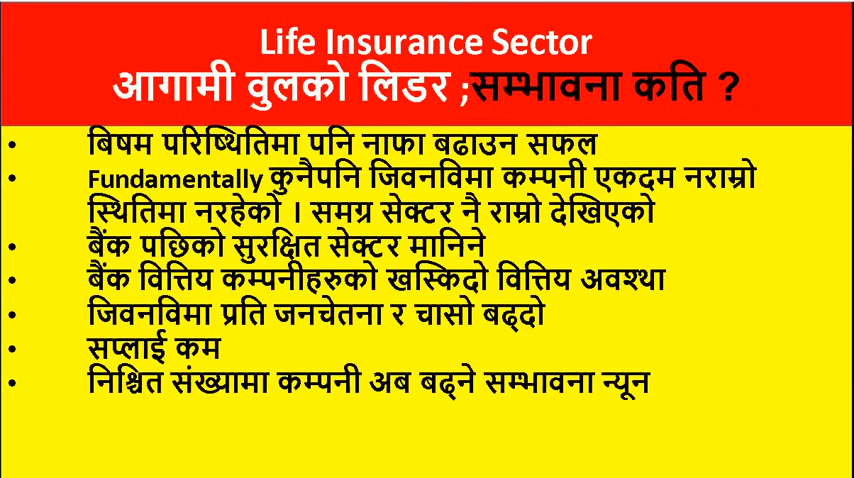 Life Insurance Sector
आगामी वुलको लिडर ;सम्भावना कति ?
• बिषम परिष्थितिमा पनि नाफा बढाउन सफल
• Fundamentally कुनैपनि जिवनविमा कम्पनी एकदम नराम्रो
स्थितिमा नरहेको । समग्र सेक्टर नै राम्रो देखिएको
• बैंक पछिको सुरक्षित सेक्टर मानिने
• बैंक वित्तिय कम्पनीहरुको खस्किदो वित्तिय अवश्था
• जिवनविमा प्रति जनचेतना र चासो बढ्दो
• सप्लाई कम
• निश्चित संख्यामा कम्पनी अब बढ्ने सम्भावना न्यून